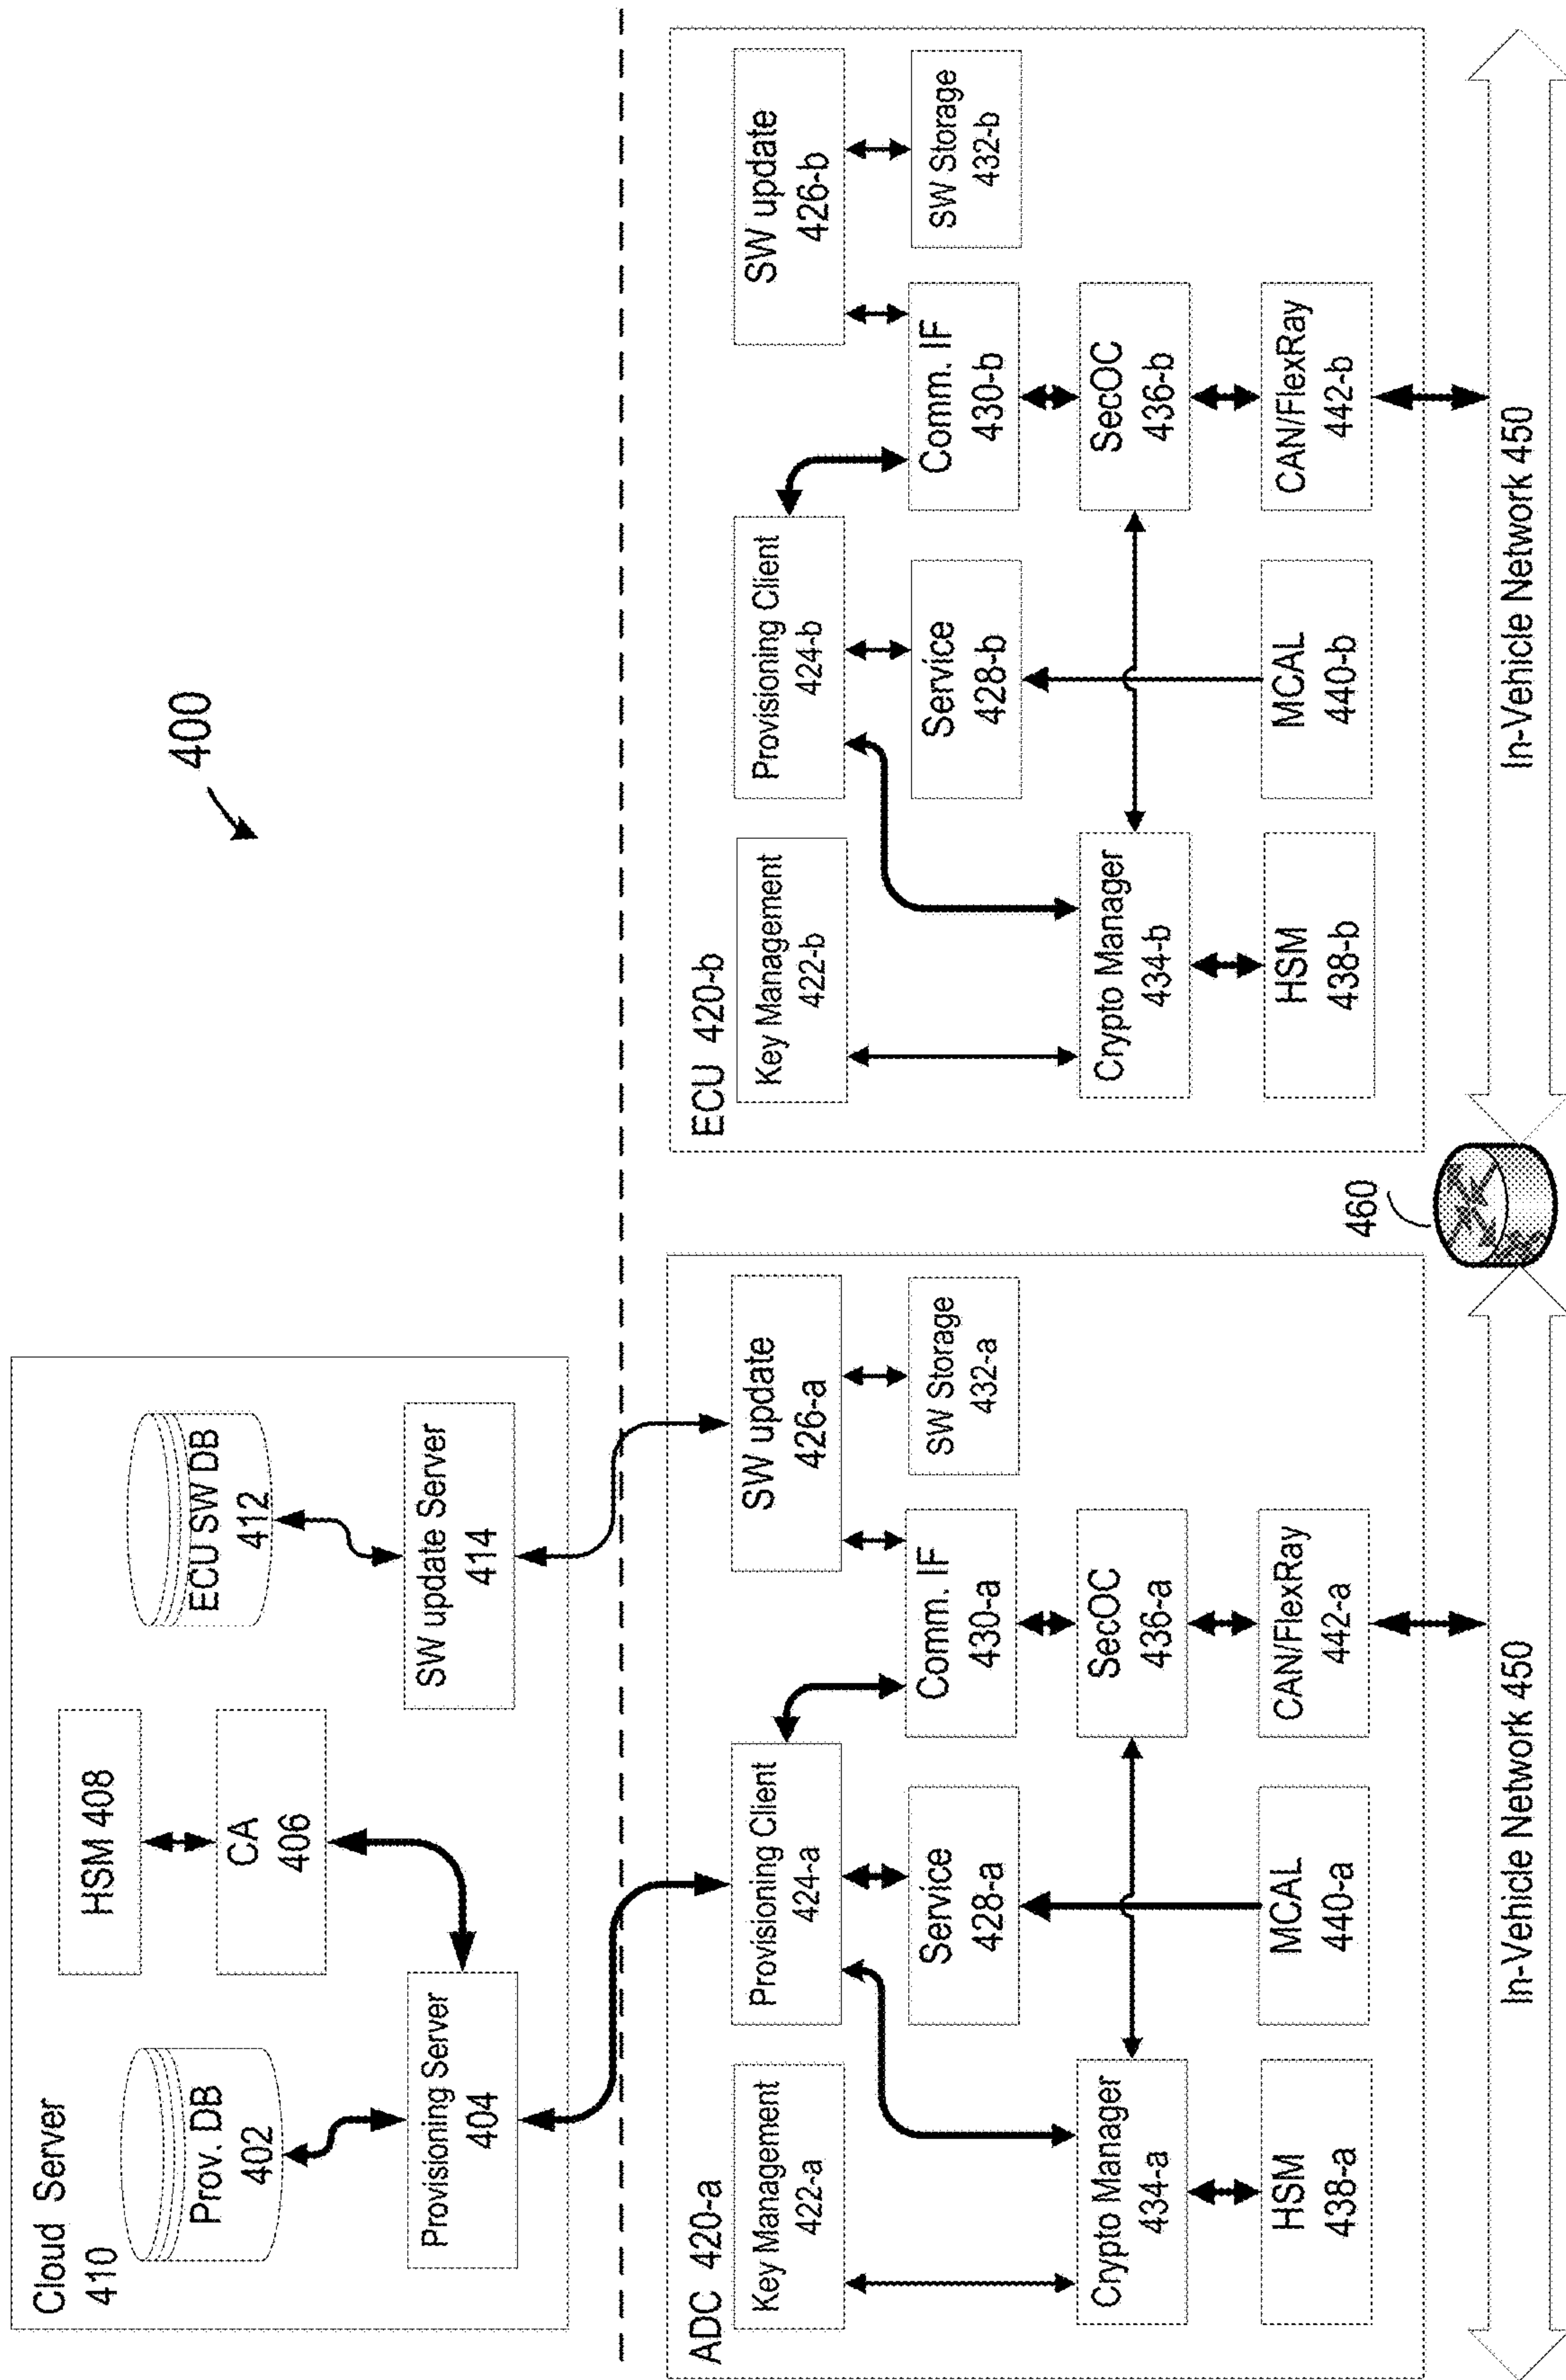 400
Cloud Server
410
Prov. DB
402
Provisioning Server
404
HSM 408
CA
406
ECU SW DB
412
SW update Server
414
ADC 420-a
Key Management
422-a
Provisioning Client
424-a
SW update
426-a
Service
428-a
Comm. IF
430-a
SW Storage
432-a
Crypto Manager
434-a
SecOC
436-a
HSM
438-a
MCAL
440-a
CAN/FlexRay
442-a
In-Vehicle Network 450
460
ECU 420-b
Key Management
422-b
Provisioning Client
424-b
SW update
426-b
Service
428-b
Comm. IF
430-b
SW Storage
432-b
Crypto Manager
434-b
SecOC
436-b
HSM
438-b
MCAL
440-b
CAN/FlexRay
442-b
In-Vehicle Network 450